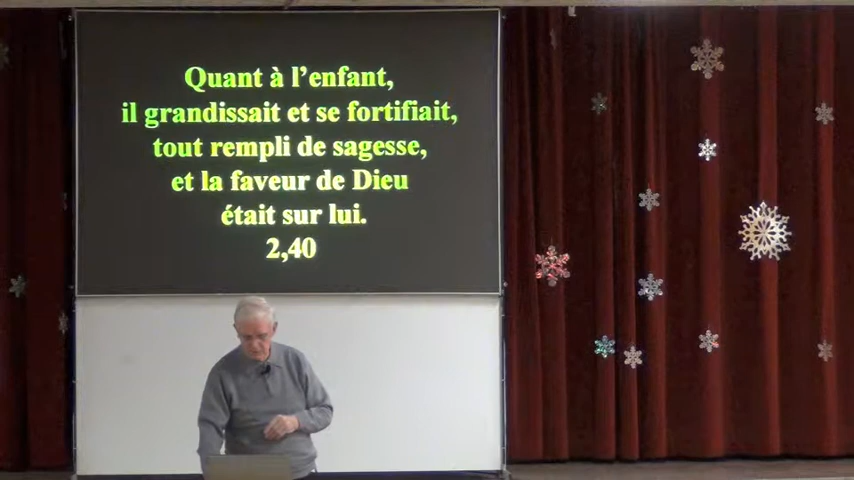 Quant à l’enfant,
il grandissait et se fortifiait,
tout rempli de sagesse,
et la faveur de Dieu
était sur lui.
2,40